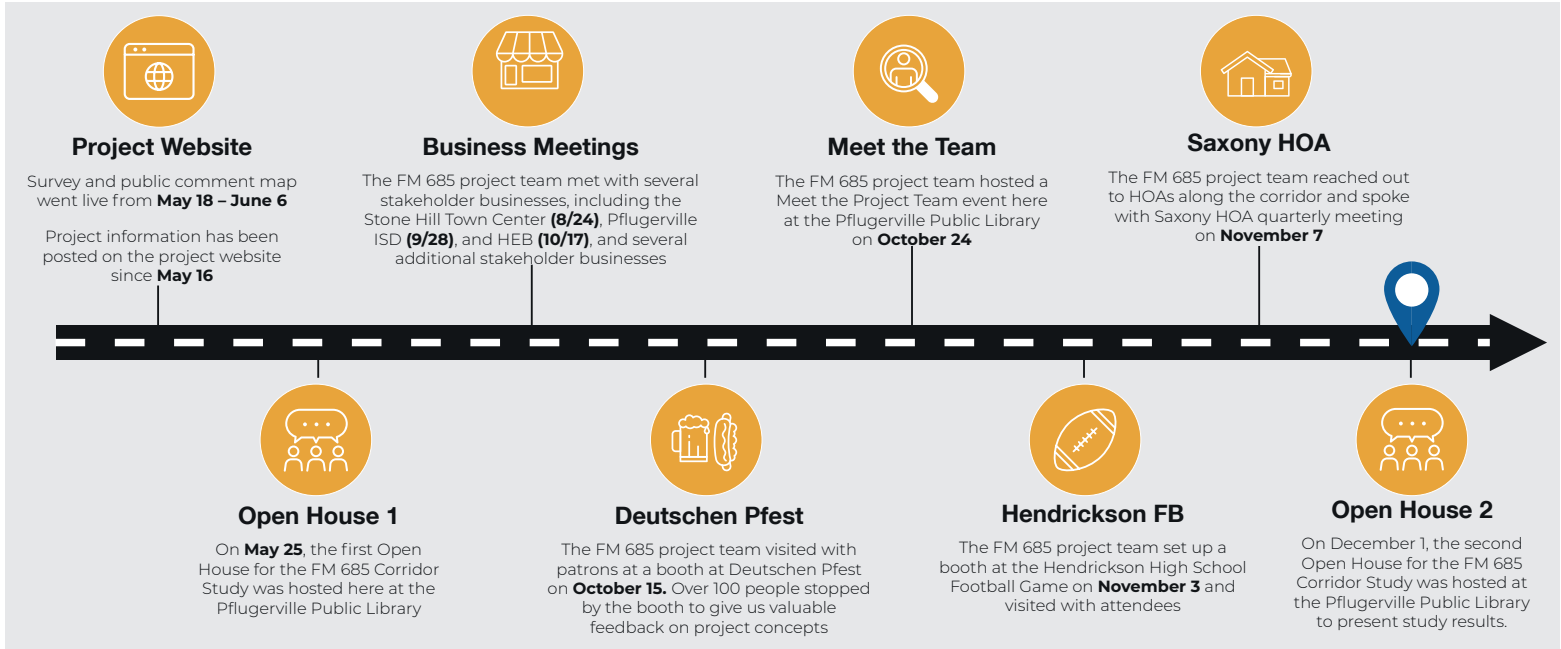 Project Website
Survey and public comment map
went live from May 18 – June 6
Project information has been
posted on the project website
since May 16
Business Meetings
The FM 685 project team met with several
stakeholder businesses, including the
Stone Hill Town Center (8/24), Pflugerville
ISD (9/28), and HEB (10/17), and several
additional stakeholder businesses
Meet the Team
The FM 685 project team hosted a
Meet the Project Team event here
at the Pflugerville Public Library
on October 24
Saxony HOA
The FM 685 project team reached out
to HOAs along the corridor and spoke
with Saxony HOA quarterly meeting
on November 7
Open House 1
On May 25, the first Open
House for the FM 685 Corridor
Study was hosted here at the
Pflugerville Public Library
Deutschen Pfest
The FM 685 project team visited with
patrons at a booth at Deutschen Pfest
on October 15. Over 100 people stopped
by the booth to give us valuable
feedback on project concepts
Hendrickson FB
The FM 685 project team set up a
booth at the Hendrickson High School
Football Game on November 3 and
visited with attendees
Open House 2
On December 1, the second
Open House for the FM 685
Corridor Study was hosted at
the Pflugerville Public Library
to present study results.